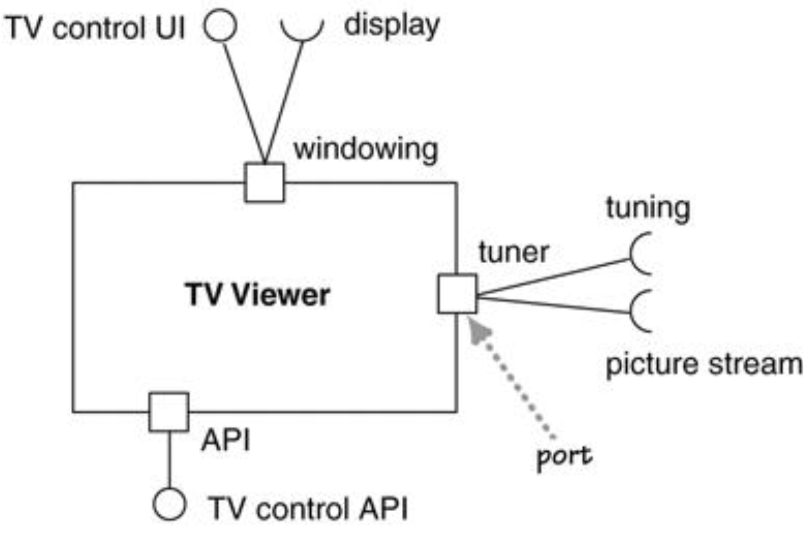 TV control UI
display
windowing
tuning
tuner
TV Viewer
picture stream
API
port
TV control API